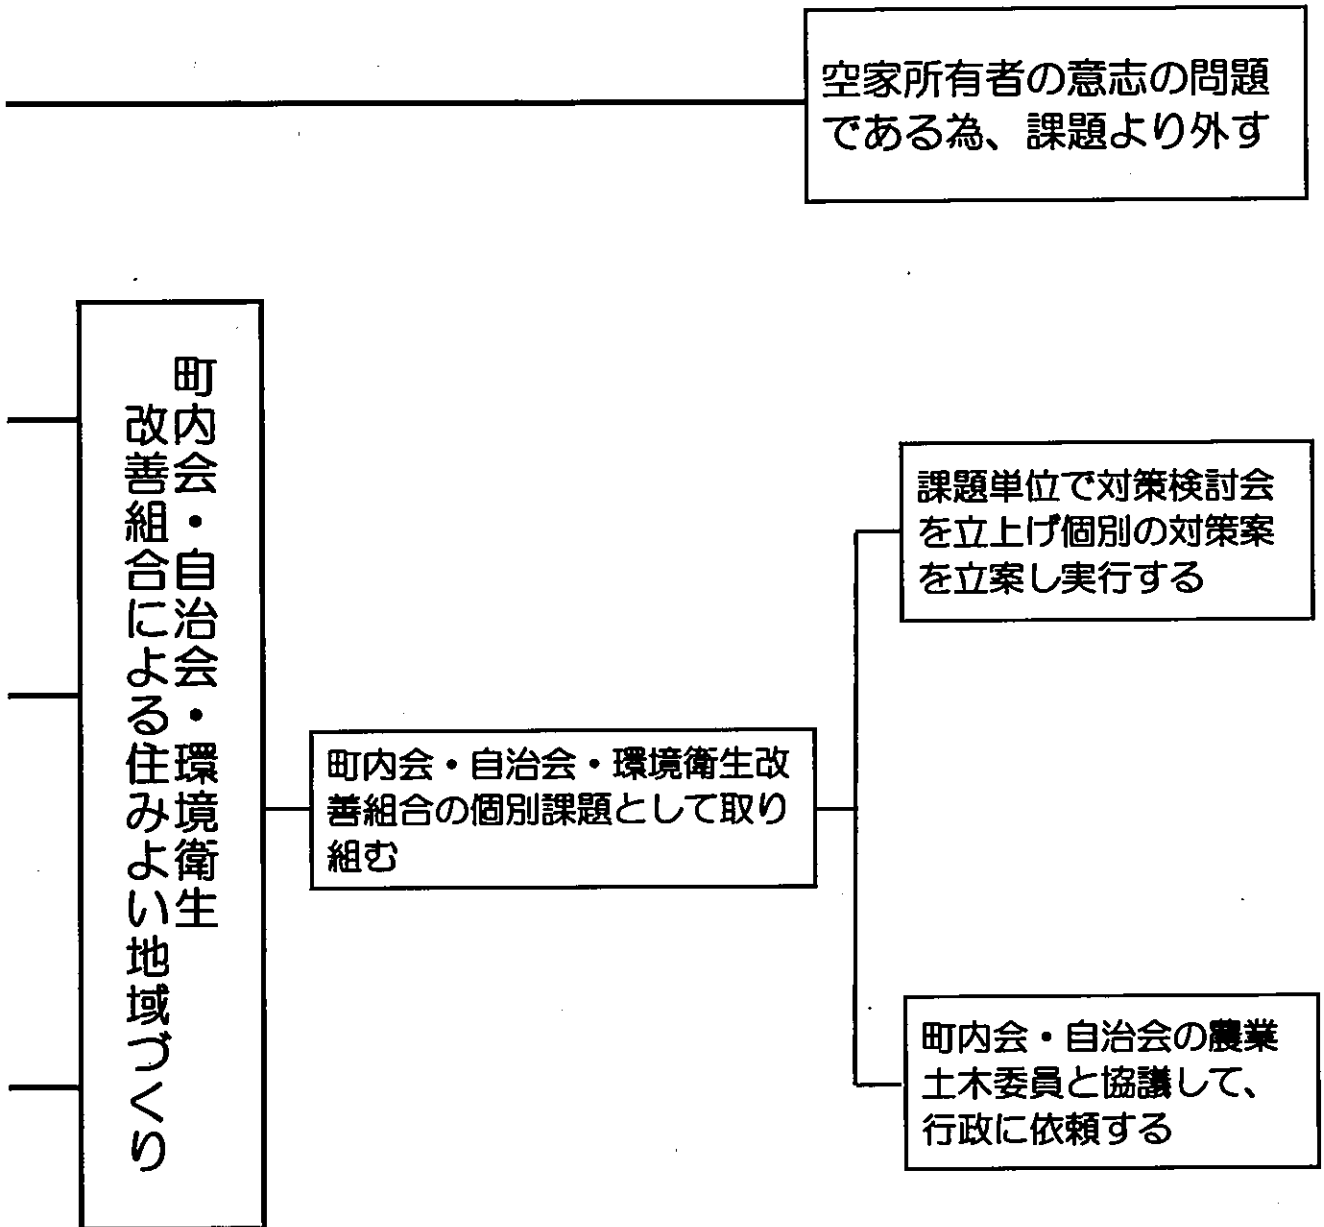 空家所有者の意志の問題
である為、課題より外す
町内会・自治会・環境衛生
改善組合による住みよい地域づくり
町内会・自治会・環境衛生改
善組合の個別課題として取り
組む
課題単位で対策検討会
を立上げ個別の対策案
を立案し実行する
町内会・自治会の農業
土木委員と協議して、
行政に依頼する